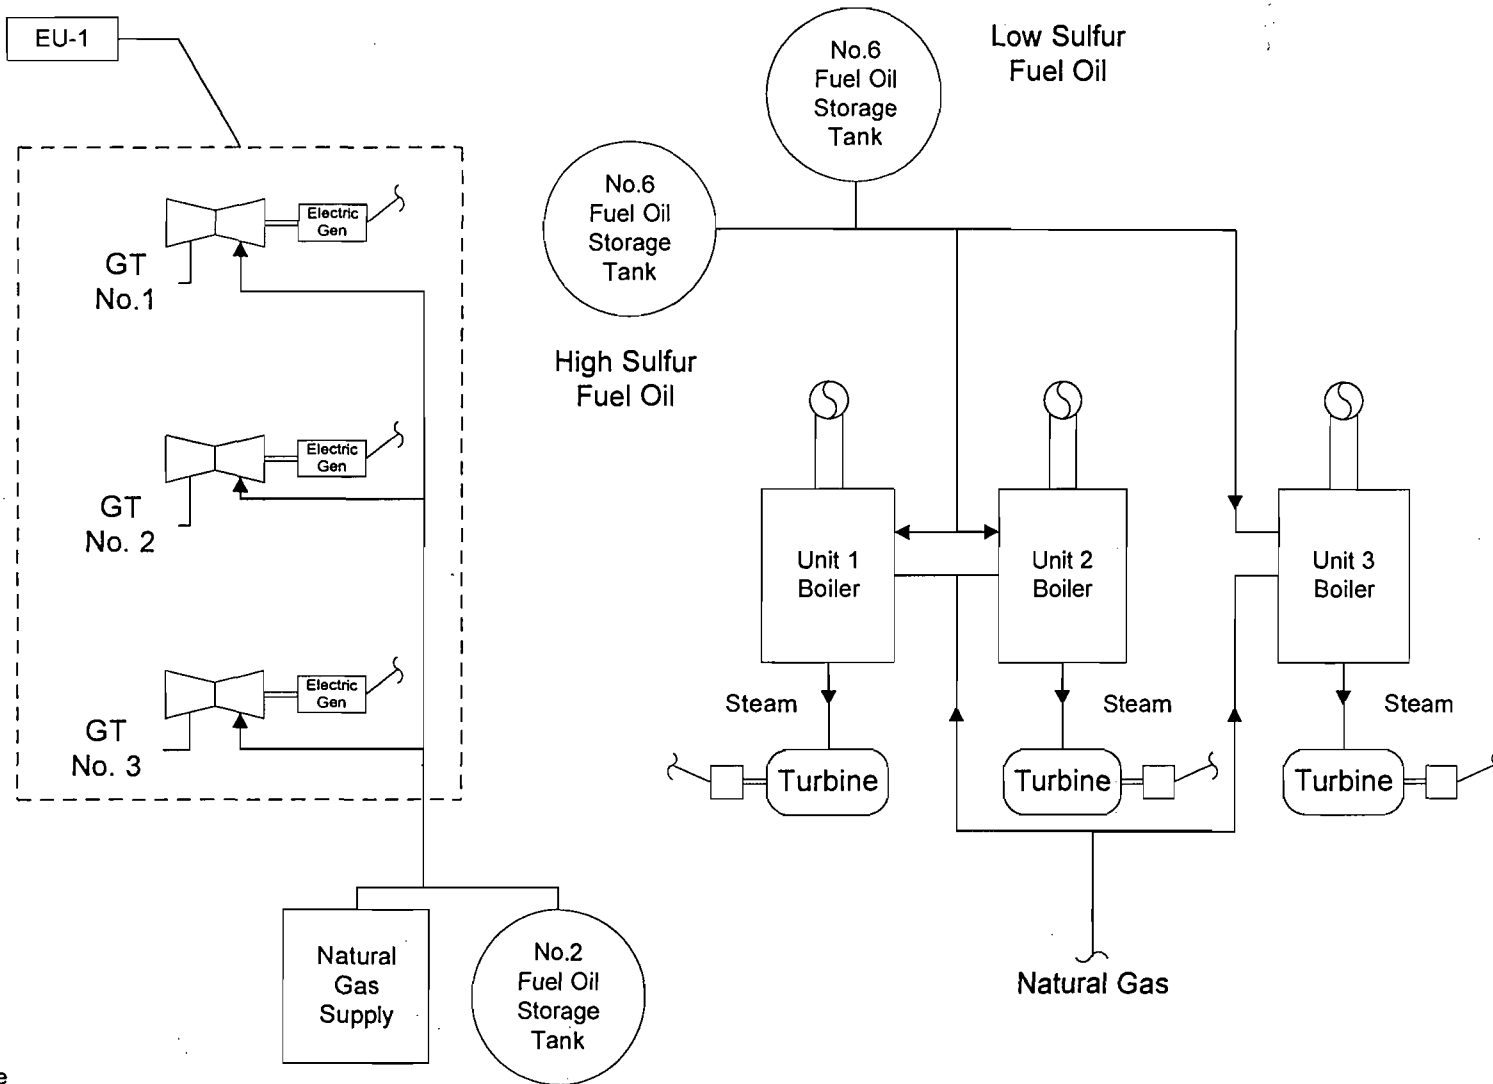 EU-1
No.6
Fuel Oil
Storage
Tank
Low Sulfur
Fuel Oil
No.6
Fuel Oil
Storage
Tank
High Sulfur
Fuel Oil
Electric
Gen
GT
No.1
Electric
Gen
GT
No. 2
Electric
Gen
GT
No. 3
Unit 1
Boiler
Unit 2
Boiler
Unit 3
Boiler
Steam
Steam
Steam
Turbine
Turbine
Turbine
Natural
Gas
Supply
No.2
Fuel Oil
Storage
Tank
Natural Gas
e